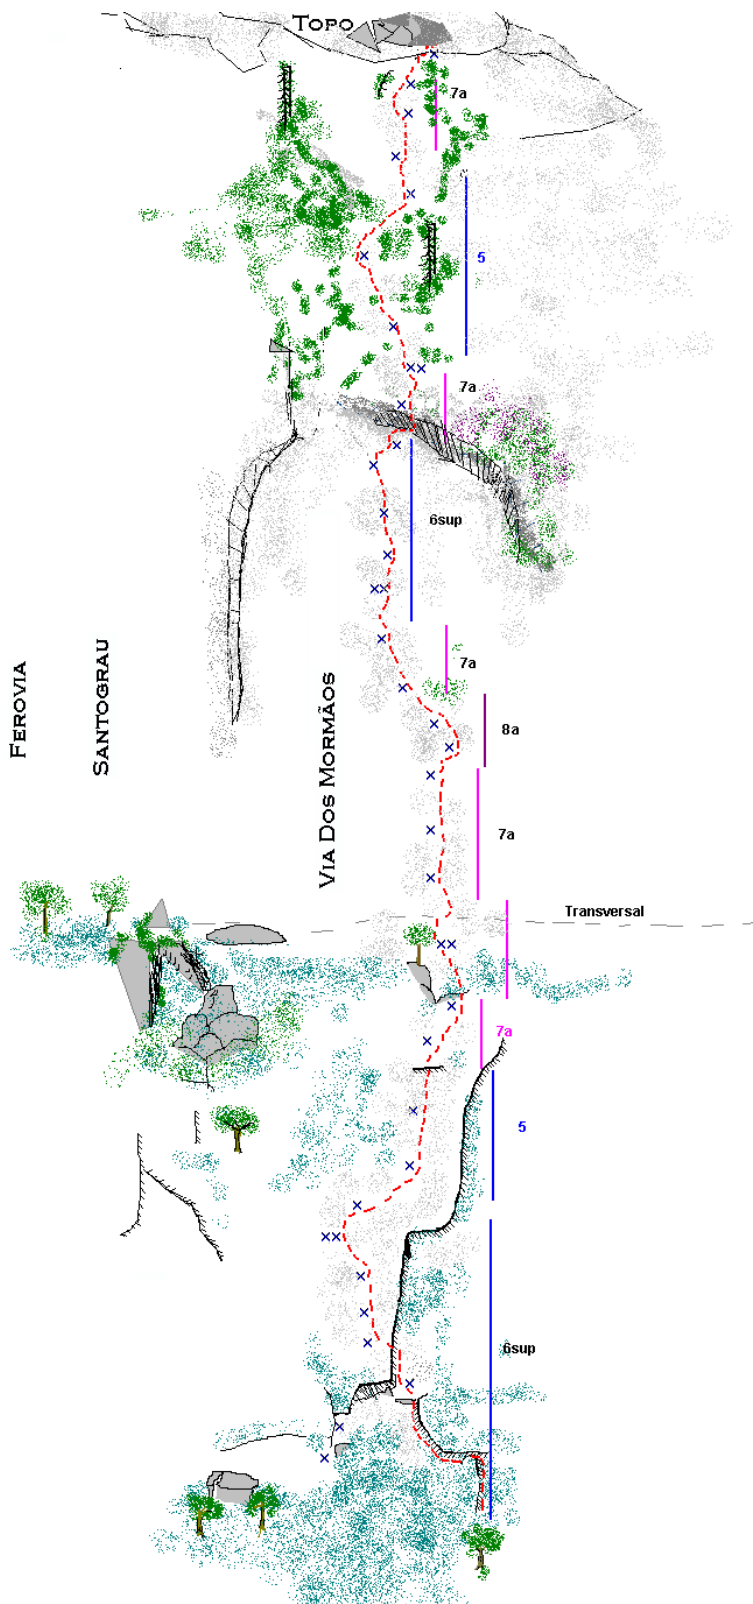 TOPO
7a
5
7a
6sup
7a
FEROVIA
SANTOGRAU
VIA DOS MORMÃOS
8a
7a
Transversal
7a
5
6sup